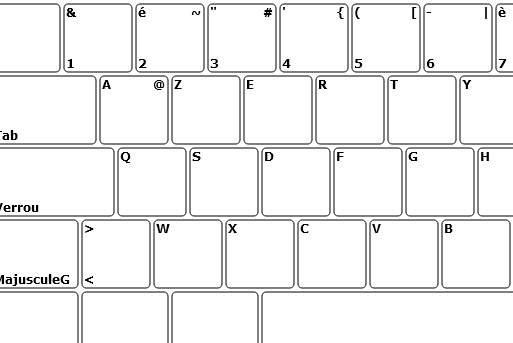 & é ~ " # ' { ( [ - | è
1 2 3 4 5 6 7
A @ Z E R T Y
Tab
Q S D F G H
Verrou
> W X C V B
MajusculeG <